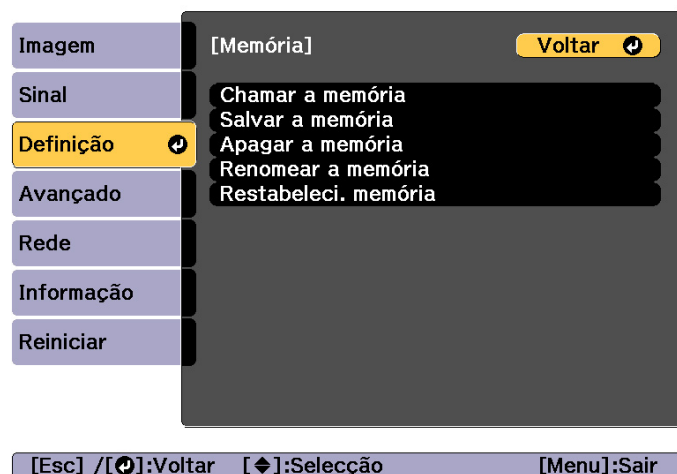 Imagem
Sinal
Definição
Avançado
Rede
Informação
Reiniciar
[Memória]
Voltar
Chamar a memória
Salvar a memória
Apagar a memória
Renomear a memória
Restabeleci. memória
[Esc] /[ ]:Voltar [ ]:Selecção [Menu]:Sair